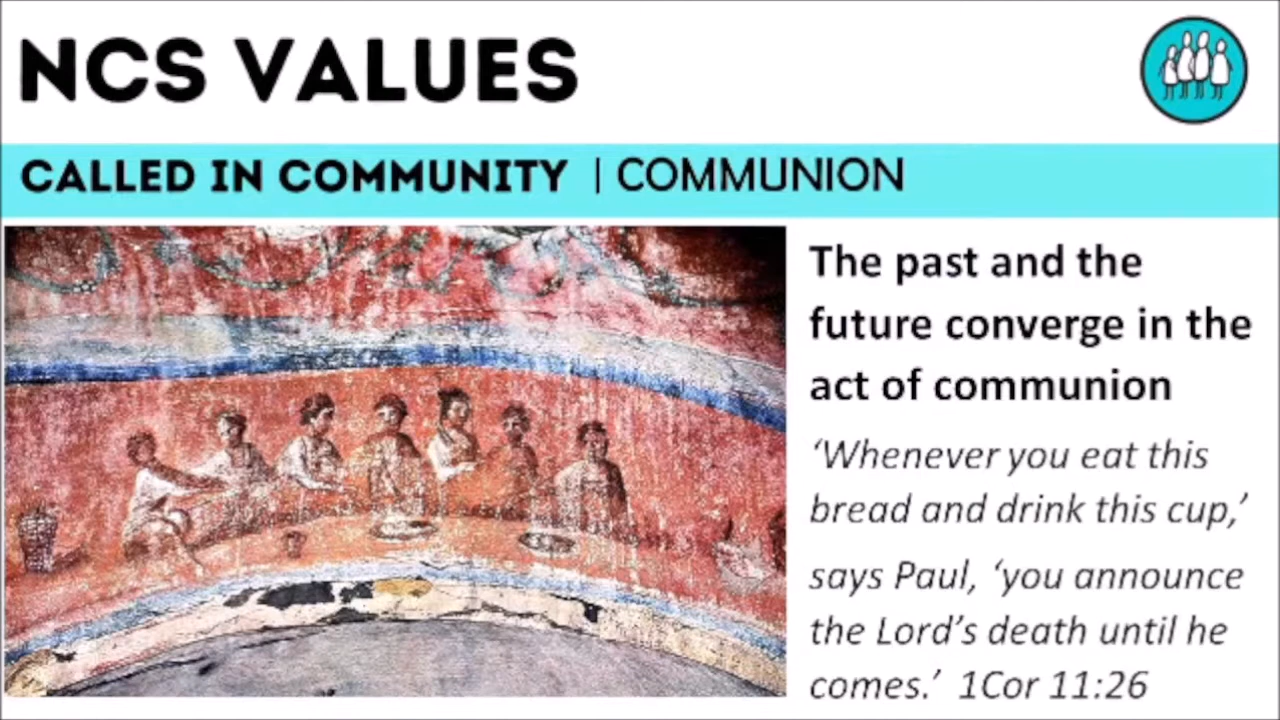 NCS VALUES
CALLED IN COMMUNITY | COMMUNION
The past and the
future converge in the
act of communion
‘Whenever you eat this
bread and drink this cup,’
says Paul, ‘you announce
the Lord’s death until he
comes.’ 1Cor 11:26